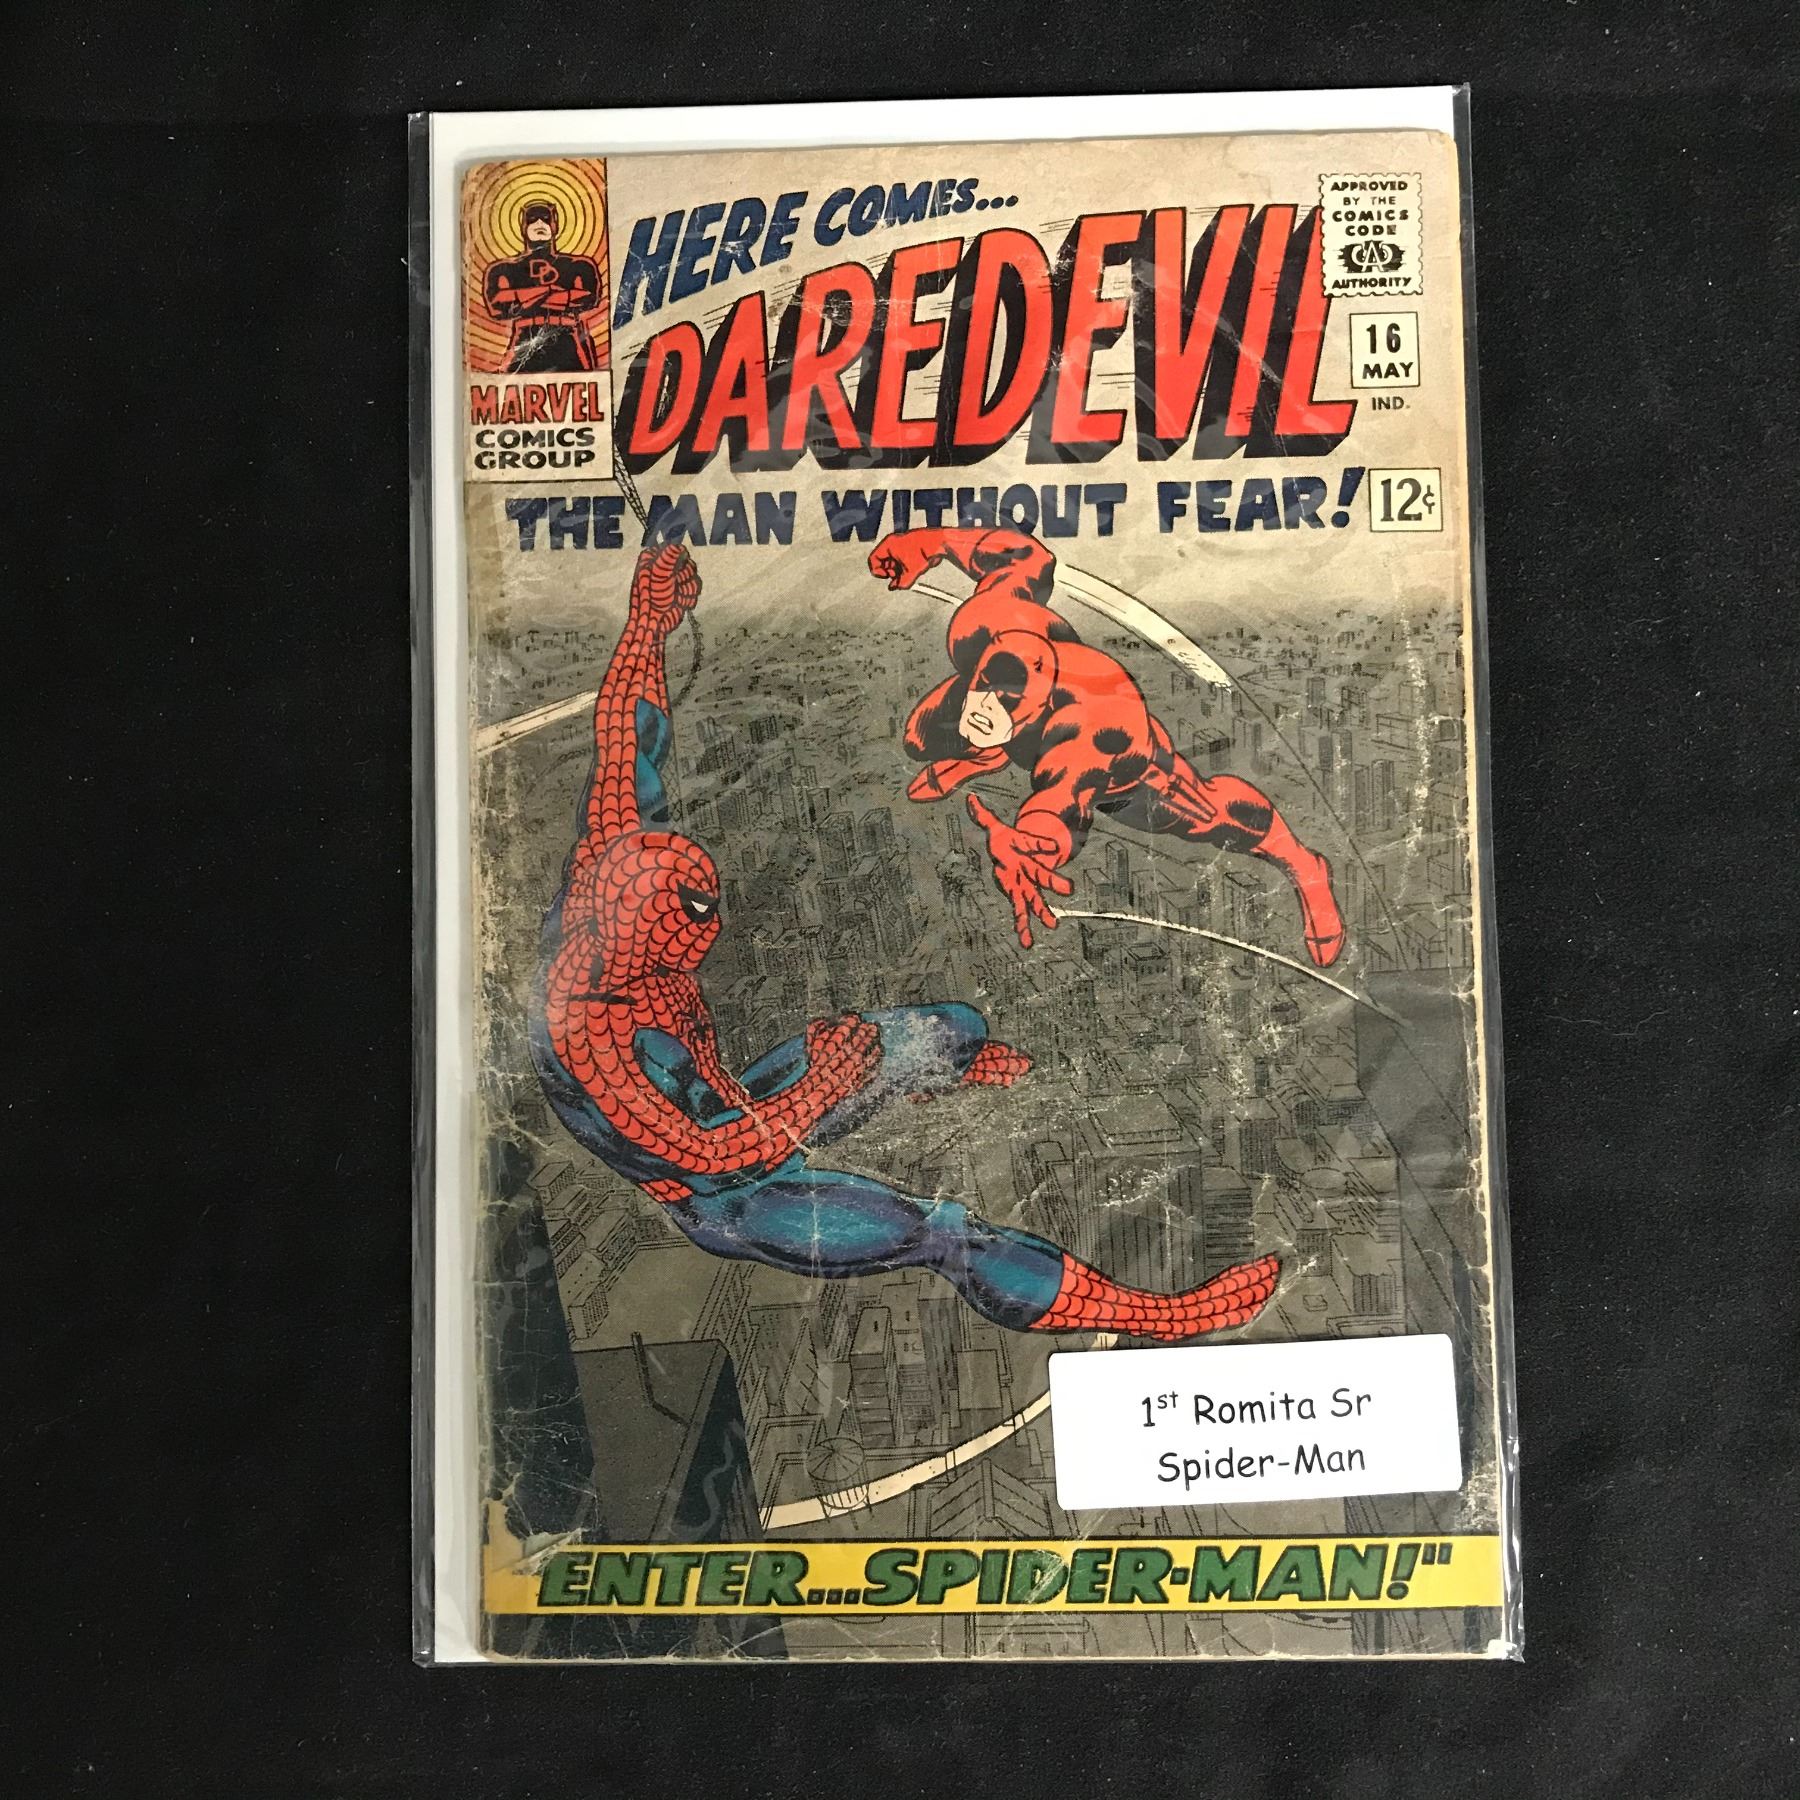 HERE COMES...
DAREDEVIL
THE MAN WITHOUT FEAR!
DD
MARVEL
COMICS
GROUP
APPROVED
BY THE
COMICS
CODE
CA
AUTHORITY
16
MAY
IND.
12¢
1st Romita Sr
Spider-Man
ENTER...SPIDER-MAN!"